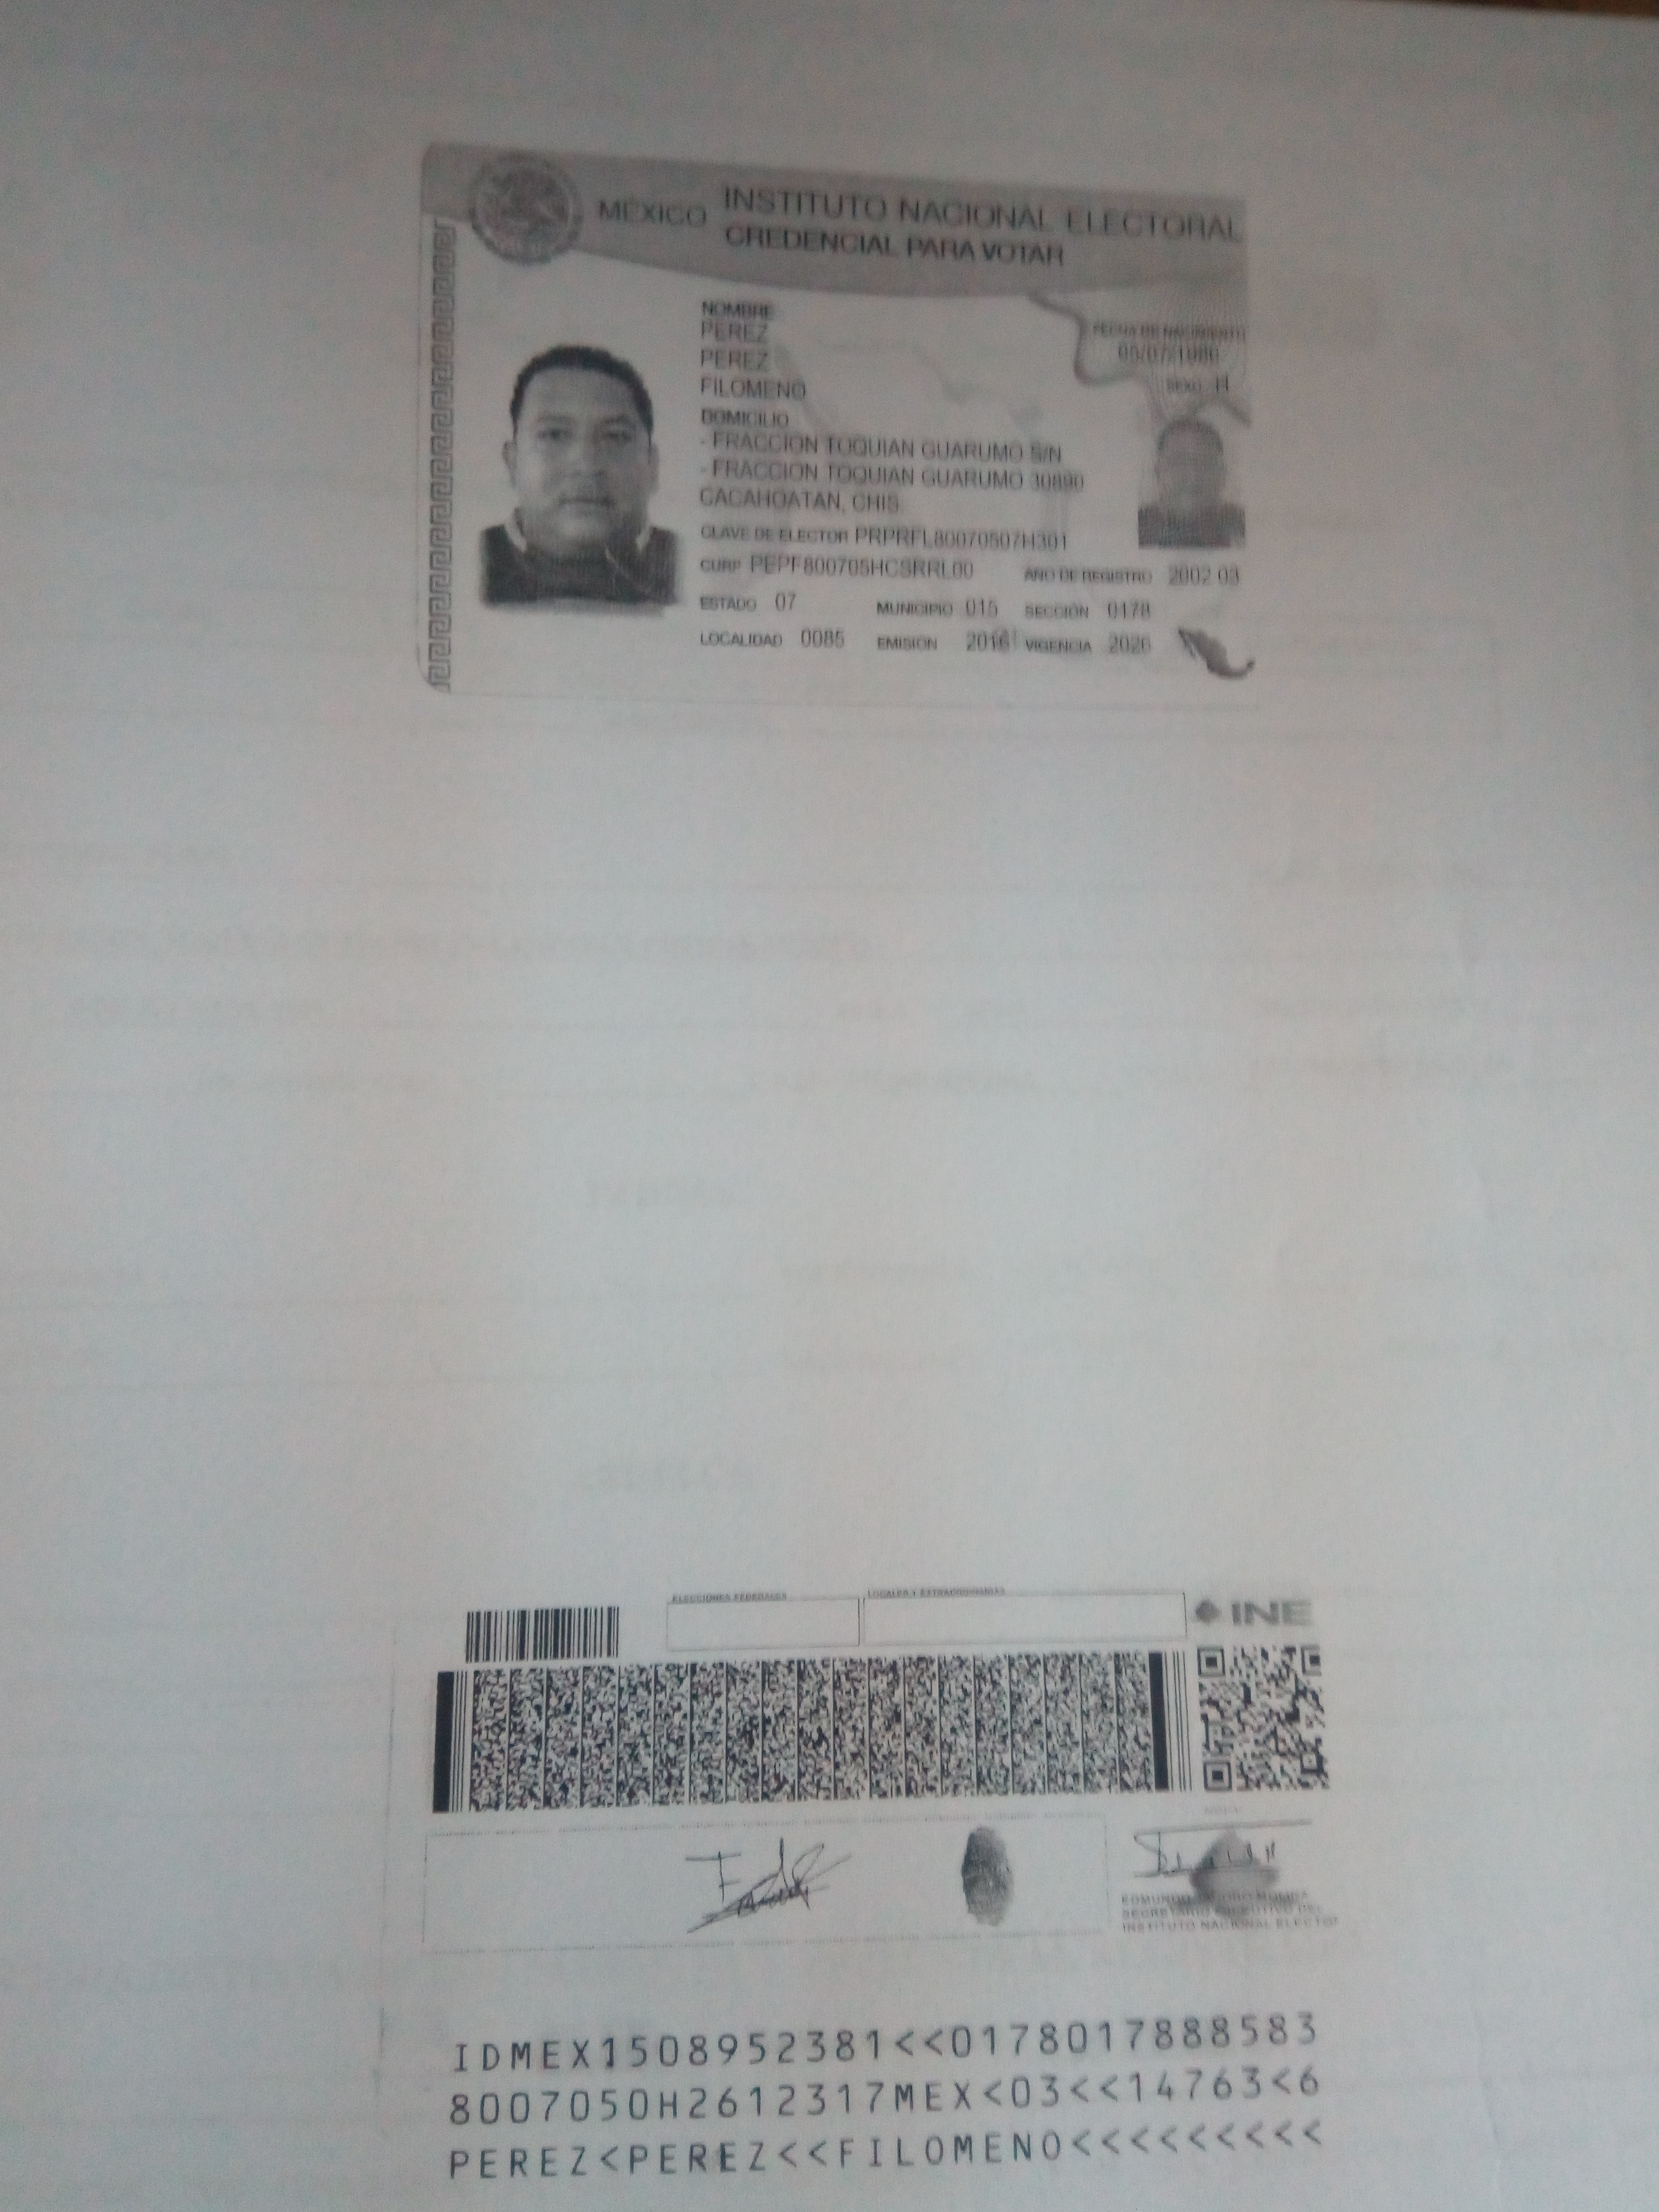 MEXICO INSTITUTO NACIONAL ELECTORAL
CREDENCIAL PARA VOTAR
NOMBRE
PEREZ
PEREZ
FILOMENO
FECHA DE NACIMIENTO
05/07/1980
SEXO H
DOMICILIO
- FRACCION TOQUIAN GUARUMO S/N
- FRACCION TOQUIAN GUARUMO 30890
CACAHOATAN, CHIS.
CLAVE DE ELECTOR PRPRFL80070507H301
CURP PEPF800705HCSRRL00 AÑO DE REGISTRO 2002 03
ESTADO 07 MUNICIPIO 015 SECCIÓN 0178
LOCALIDAD 0085 EMISIÓN 2016 VIGENCIA 2026
ELECCIONES FEDERALES LOCALES Y EXTRAORDINARIAS
INE
EDMUNDO JACOBO MOLINA
SECRETARIO EJECUTIVO DEL
INSTITUTO NACIONAL ELECTOR
IDMEX1508952381<<0178017888583
8007050H2612317MEX<03<<14763<6
PEREZ<PEREZ<<FILOMENO<<<<<<<<<